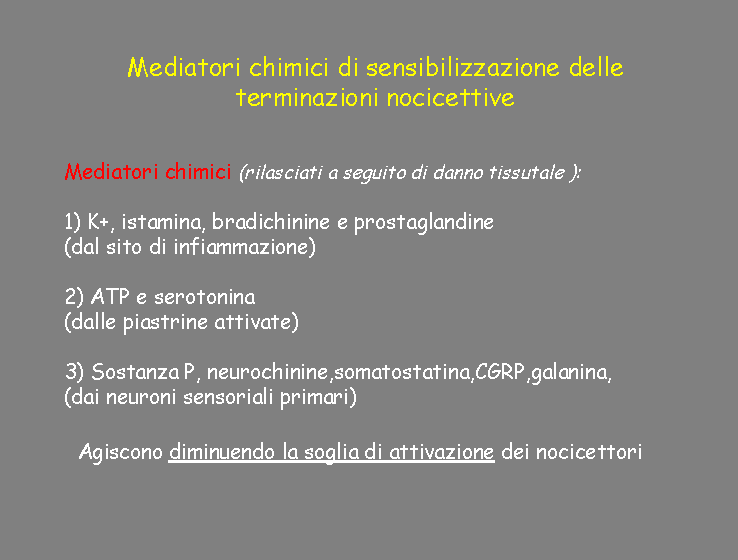 Mediatori chimici di sensibilizzazione delle
terminazioni nocicettive
Mediatori chimici (rilasciati a seguito di danno tissutale ):
1) K+, istamina, bradichinine e prostaglandine
(dal sito di infiammazione)
2) ATP e serotonina
(dalle piastrine attivate)
3) Sostanza P, neurochinine,somatostatina,CGRP,galanina,
(dai neuroni sensoriali primari)
Agiscono diminuendo la soglia di attivazione dei nocicettori